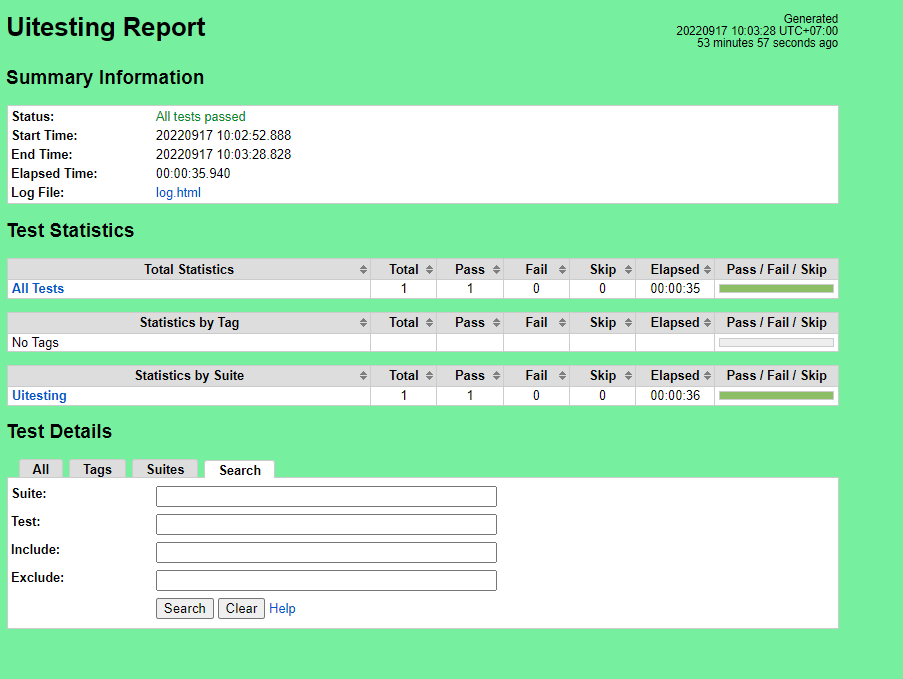 Uitesting Report
Generated
20220917 10:03:28 UTC+07:00
53 minutes 57 seconds ago
Summary Information
Status: All tests passed
Start Time: 20220917 10:02:52.888
End Time: 20220917 10:03:28.828
Elapsed Time: 00:00:35.940
Log File: log.html
Test Statistics
Total Statistics Total Pass Fail Skip Elapsed Pass / Fail / Skip
All Tests 1 1 0 0 00:00:35
Statistics by Tag Total Pass Fail Skip Elapsed Pass / Fail / Skip
No Tags
Statistics by Suite Total Pass Fail Skip Elapsed Pass / Fail / Skip
Uitesting 1 1 0 0 00:00:36
Test Details
All Tags Suites Search
Suite:
Test:
Include:
Exclude:
Search Clear Help